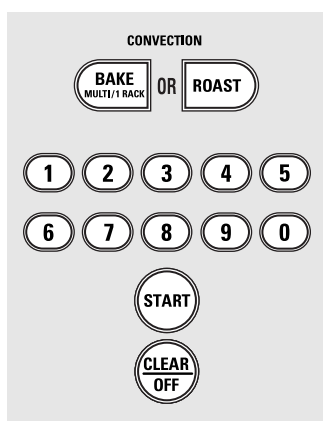 CONVECTION
BAKE
MULTI/1 RACK
OR
ROAST
1 2 3 4 5
6 7 8 9 0
START
CLEAR
OFF